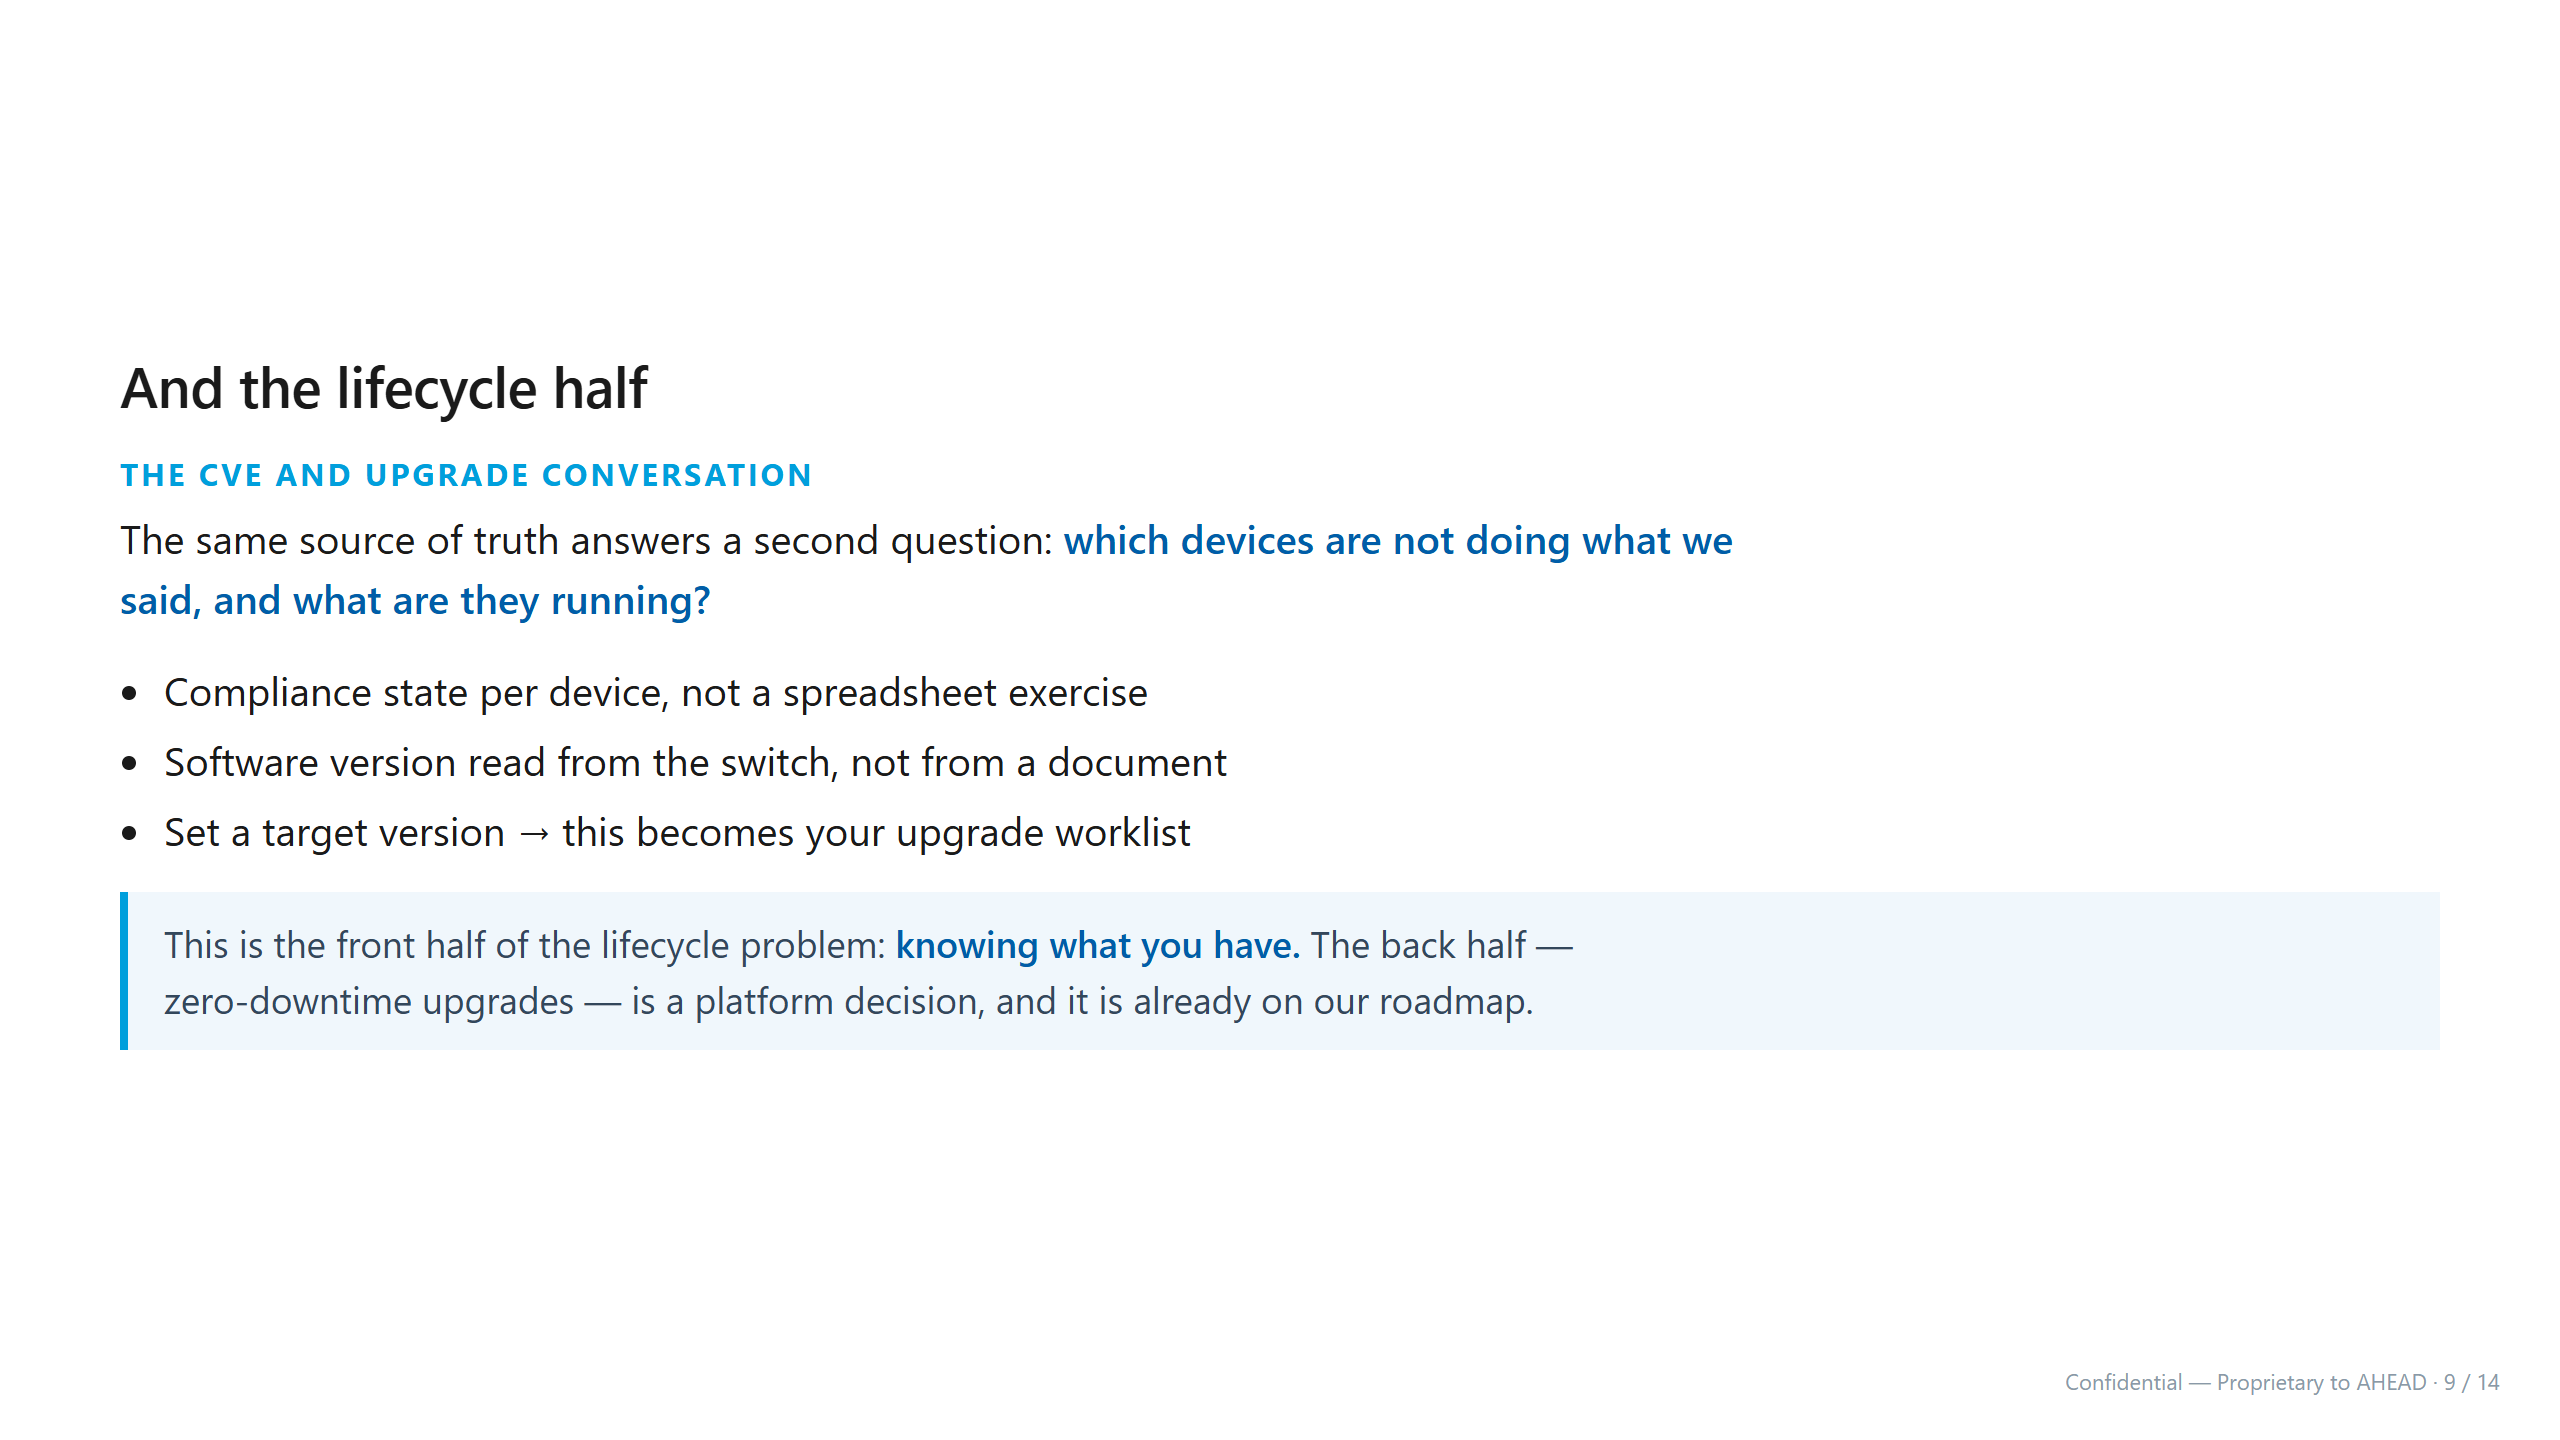 And the lifecycle half
THE CVE AND UPGRADE CONVERSATION
The same source of truth answers a second question: which devices are not doing what we
said, and what are they running?
• Compliance state per device, not a spreadsheet exercise
• Software version read from the switch, not from a document
• Set a target version → this becomes your upgrade worklist
This is the front half of the lifecycle problem: knowing what you have. The back half —
zero-downtime upgrades — is a platform decision, and it is already on our roadmap.
Confidential — Proprietary to AHEAD · 9 / 14